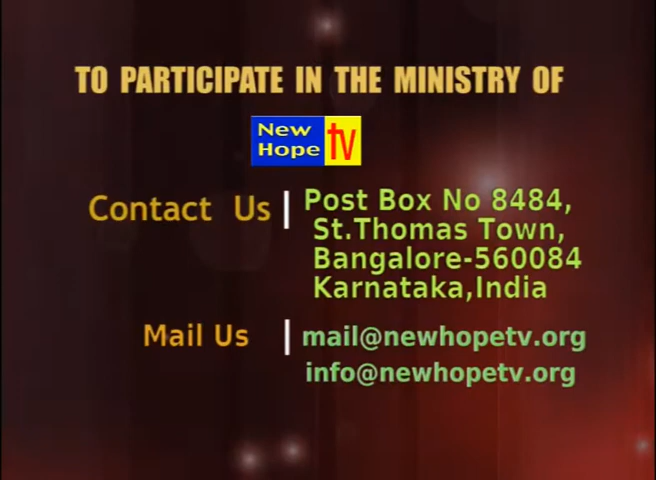 TO PARTICIPATE IN THE MINISTRY OF
New
Hope tv
Contact Us
Post Box No 8484,
St.Thomas Town,
Bangalore-560084
Karnataka,India
Mail Us
mail@newhopetv.org
info@newhopetv.org